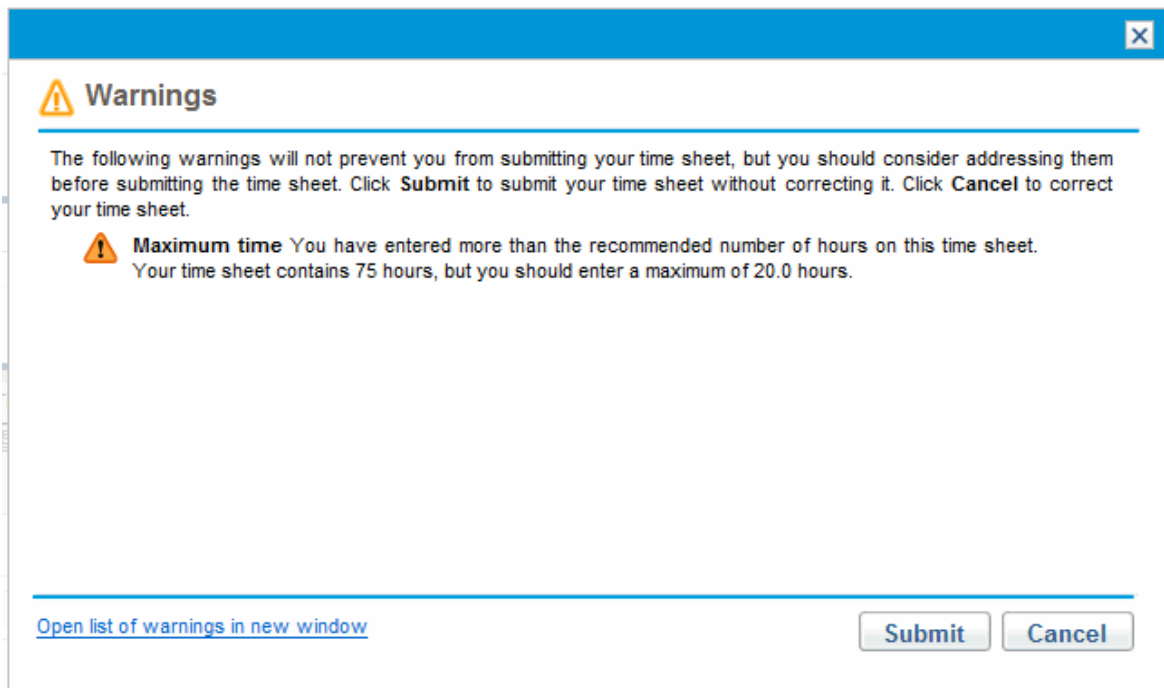 Warnings
The following warnings will not prevent you from submitting your time sheet, but you should consider addressing them
before submitting the time sheet. Click Submit to submit your time sheet without correcting it. Click Cancel to correct
your time sheet.
Maximum time You have entered more than the recommended number of hours on this time sheet.
Your time sheet contains 75 hours, but you should enter a maximum of 20.0 hours.
Open list of warnings in new window
Submit
Cancel